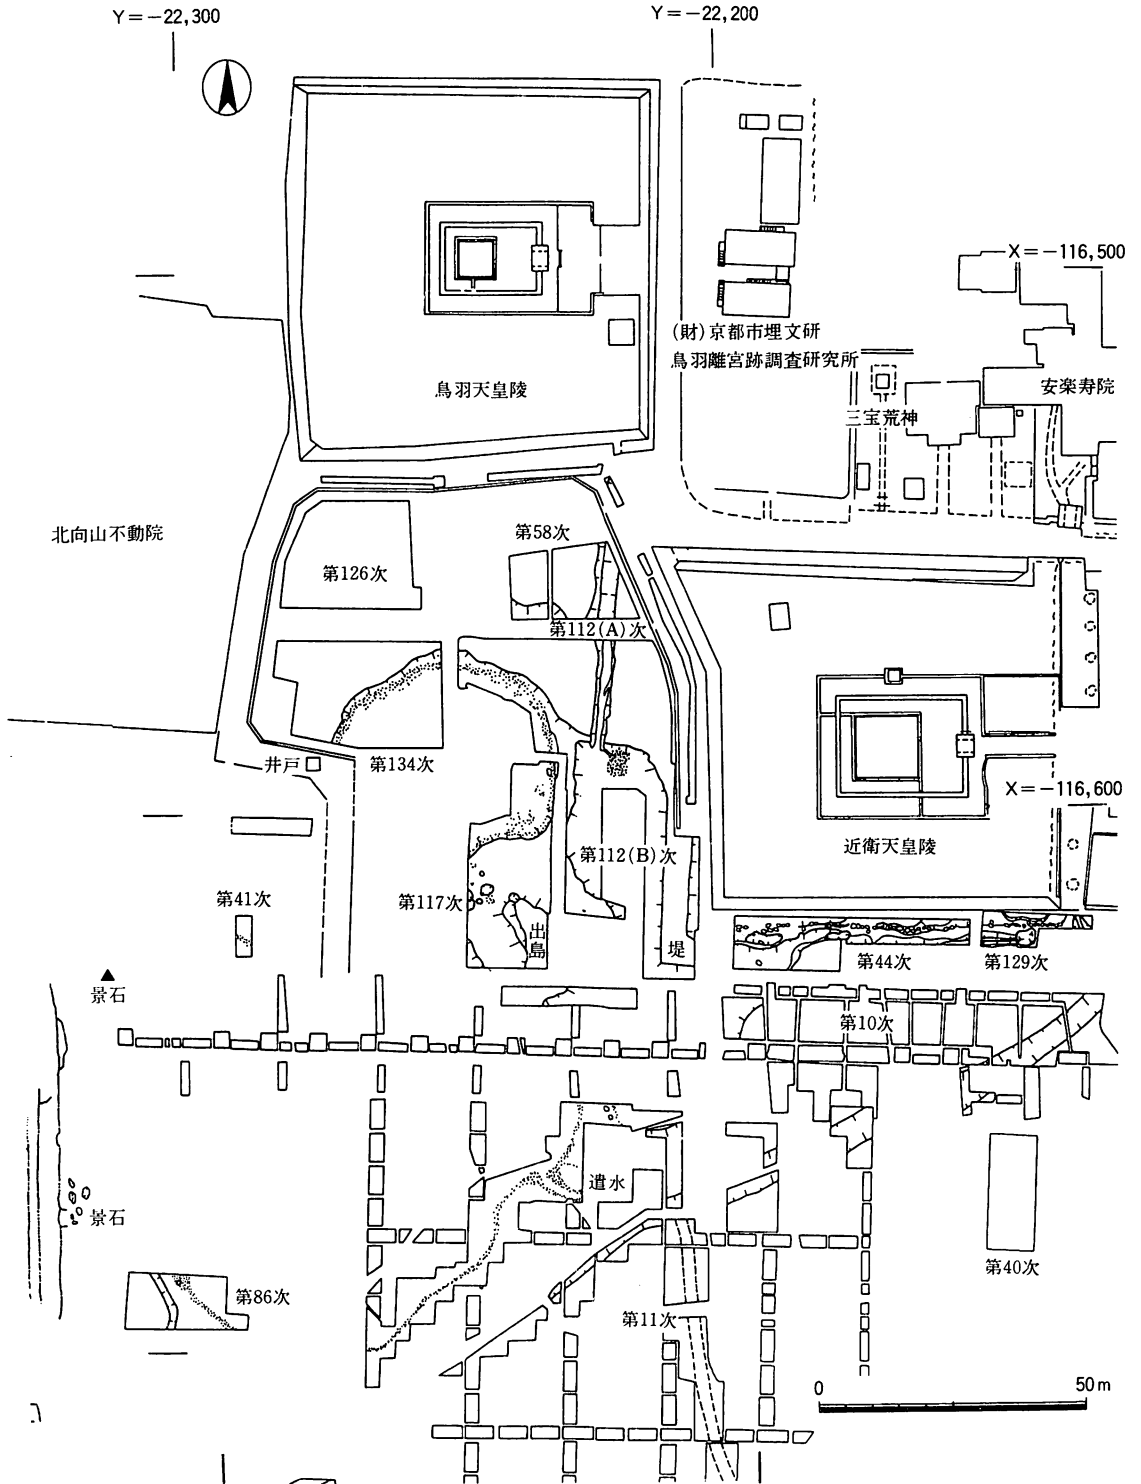 Y＝−22,300
Y＝−22,200
X＝−116,500
(財)京都市埋文研
鳥羽離宮跡調査研究所
鳥羽天皇陵
安楽寿院
三宝荒神
北向山不動院
第58次
第126次
第112(A)次
井戸
第134次
X＝−116,600
近衛天皇陵
第112(B)次
第41次
第117次
出島
堤
第44次
第129次
景石
第10次
遣水
景石
第40次
第86次
第11次
0
50m